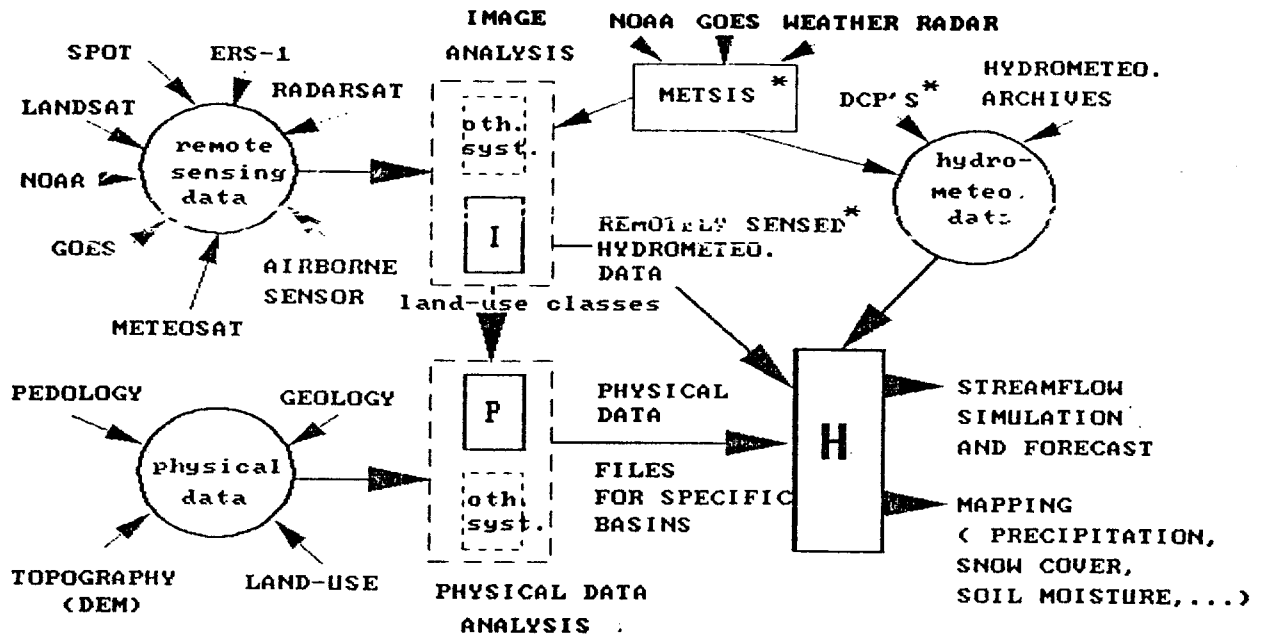 IMAGE
ANALYSIS
NOAA GOES WEATHER RADAR
SPOT
ERS-1
RADARSAT
LANDSAT
NOAR
GOES
METEOSAT
AIRBORNE
SENSOR
remote
sensing
data
oth.
syst.
I
METSIS *
DCP'S *
HYDROMETEO.
ARCHIVES
hydro-
meteo.
data
REMOTELY SENSED *
HYDROMETEO.
DATA
land-use classes
PEDOLOGY
GEOLOGY
physical
data
TOPOGRAPHY
(DEM)
LAND-USE
P
oth.
syst.
PHYSICAL DATA
ANALYSIS
PHYSICAL
DATA
FILES
FOR SPECIFIC
BASINS
H
STREAMFLOW
SIMULATION
AND FORECAST
MAPPING
( PRECIPITATION,
SNOW COVER,
SOIL MOISTURE,...)